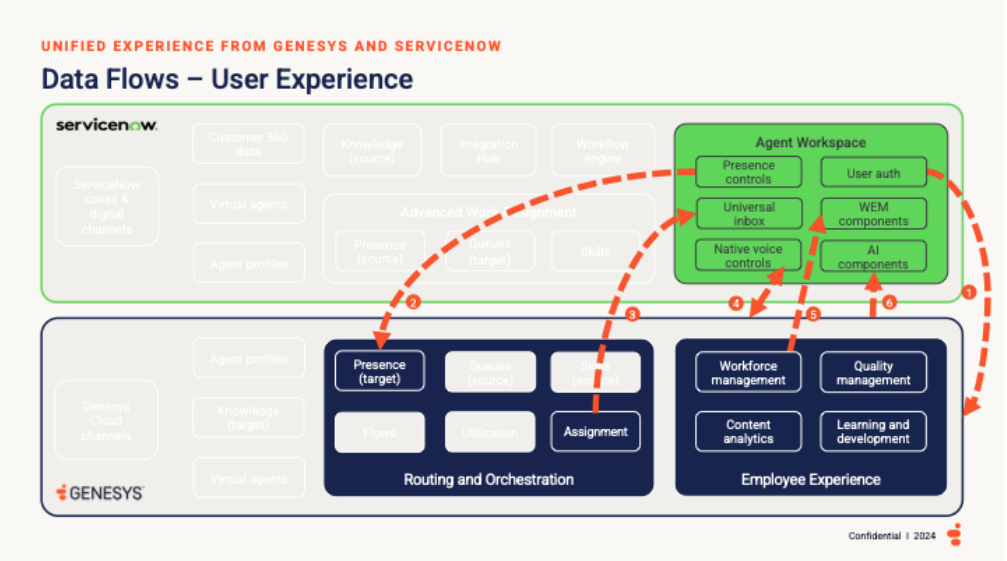 UNIFIED EXPERIENCE FROM GENESYS AND SERVICENOW
Data Flows – User Experience
servicenow.
ServiceNow
cases &
digital
channels
Customer 360
data
Virtual agents
Agent profiles
Knowledge
(source)
Integration
Hub
Workflow
engine
Advanced Work Assignment
Presence
(source)
Queues
(target)
Skills
Agent Workspace
Presence
controls
User auth
Universal
inbox
WEM
components
Native voice
controls
AI
components
2
3
4
5
6
1
Genesys
Cloud
channels
Agent profiles
Knowledge
(target)
Virtual agents
Presence
(target)
Queues
(source)
Skills
(source)
Flows
Utilization
Assignment
Routing and Orchestration
Workforce
management
Quality
management
Content
analytics
Learning and
development
Employee Experience
GENESYS
Confidential | 2024